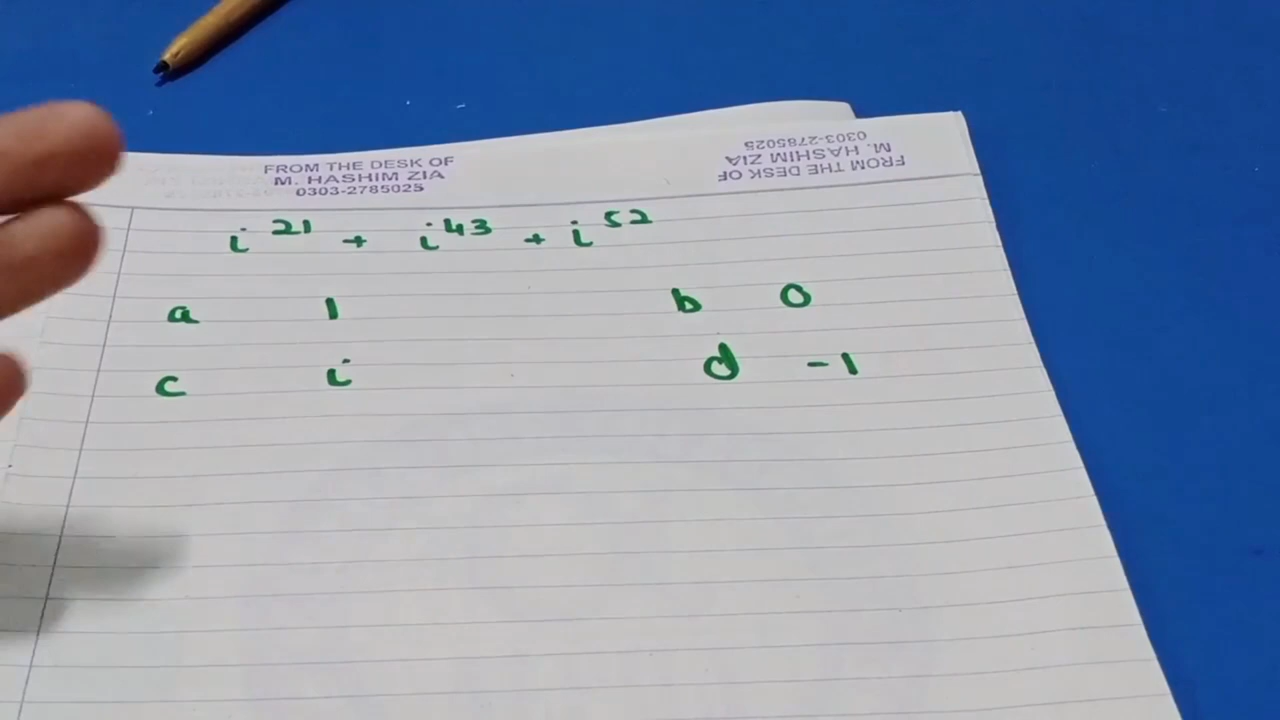 FROM THE DESK OF
M. HASHIM ZIA
0303-2785025
FROM THE DESK OF
M. HASHIM ZIA
0303-2785025
i²¹ + i⁴³ + i⁵²
a 1 b 0
c i d -1